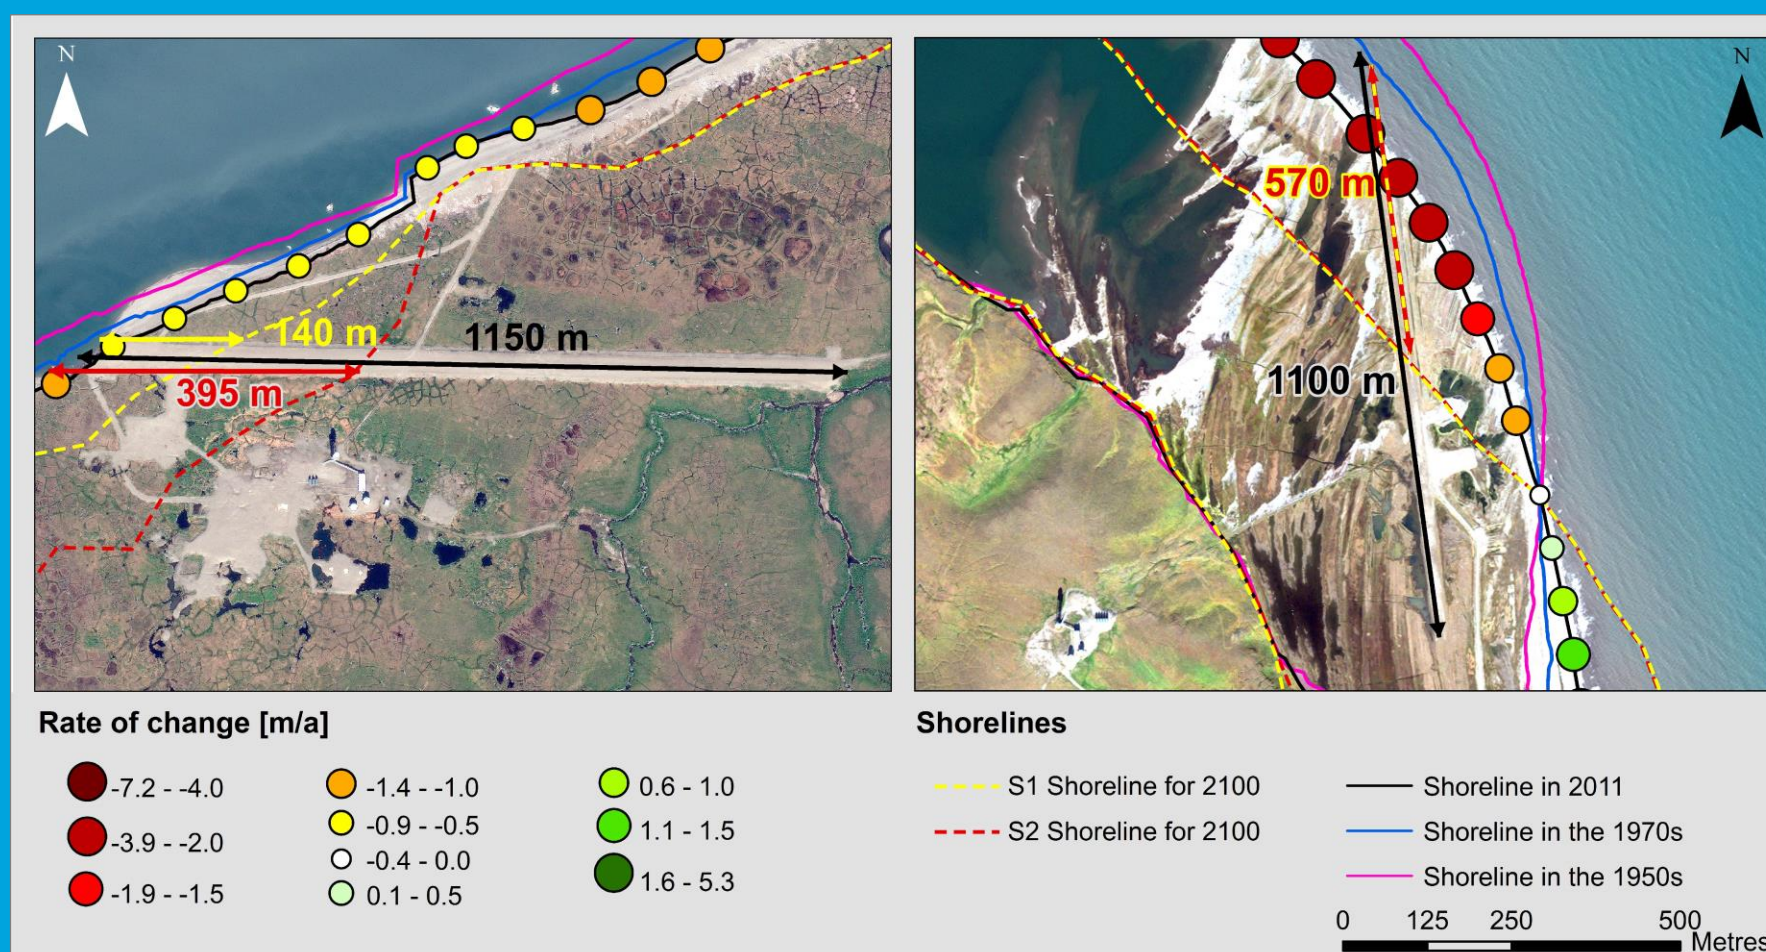 N
140 m
1150 m
395 m
N
570 m
1100 m
Rate of change [m/a]
-7.2 - -4.0
-3.9 - -2.0
-1.9 - -1.5
-1.4 - -1.0
-0.9 - -0.5
-0.4 - 0.0
0.1 - 0.5
0.6 - 1.0
1.1 - 1.5
1.6 - 5.3
Shorelines
S1 Shoreline for 2100
S2 Shoreline for 2100
Shoreline in 2011
Shoreline in the 1970s
Shoreline in the 1950s
0 125 250 500
Metres